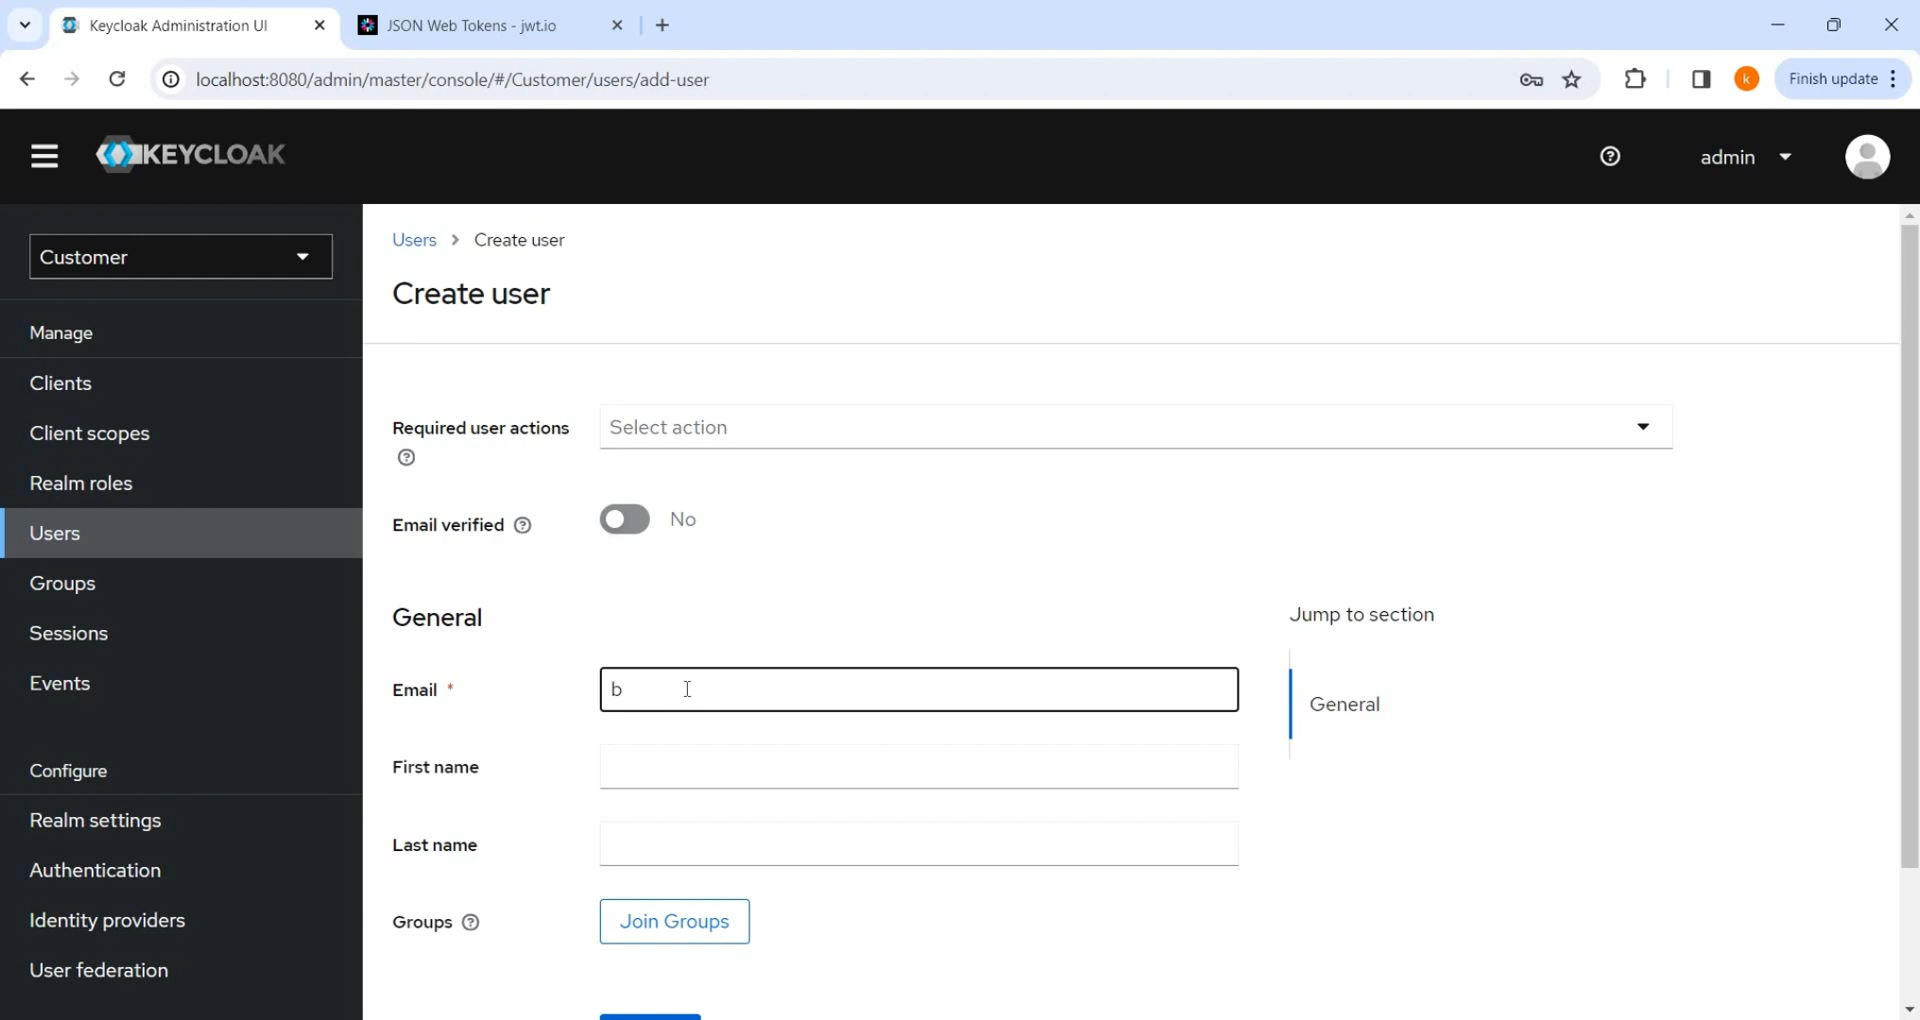 Keycloak Administration UI
JSON Web Tokens - jwt.io
localhost:8080/admin/master/console/#/Customer/users/add-user
k
Finish update
KEYCLOAK
admin
Customer
Manage
Clients
Client scopes
Realm roles
Users
Groups
Sessions
Events
Configure
Realm settings
Authentication
Identity providers
User federation
Users > Create user
Create user
Required user actions
Select action
Email verified
No
General
Email *
b
First name
Last name
Groups
Join Groups
Jump to section
General